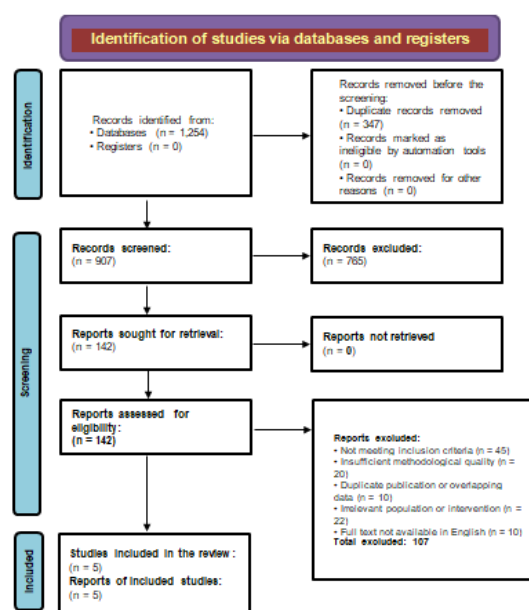 Identification of studies via databases and registers
Identification
Records identified from:
• Databases (n = 1,254)
• Registers (n = 0)
Records removed before the
screening:
• Duplicate records removed
(n = 347)
• Records marked as
ineligible by automation tools
(n = 0)
• Records removed for other
reasons (n = 0)
Screening
Records screened:
(n = 907)
Records excluded:
(n = 765)
Reports sought for retrieval:
(n = 142)
Reports not retrieved
(n = 0)
Reports assessed for
eligibility:
(n = 142)
Reports excluded:
• Not meeting inclusion criteria (n = 45)
• Insufficient methodological quality (n =
20)
• Duplicate publication or overlapping
data (n = 10)
• Irrelevant population or intervention (n =
22)
• Full text not available in English (n = 10)
Total excluded: 107
Included
Studies included in the review:
(n = 5)
Reports of included studies:
(n = 5)